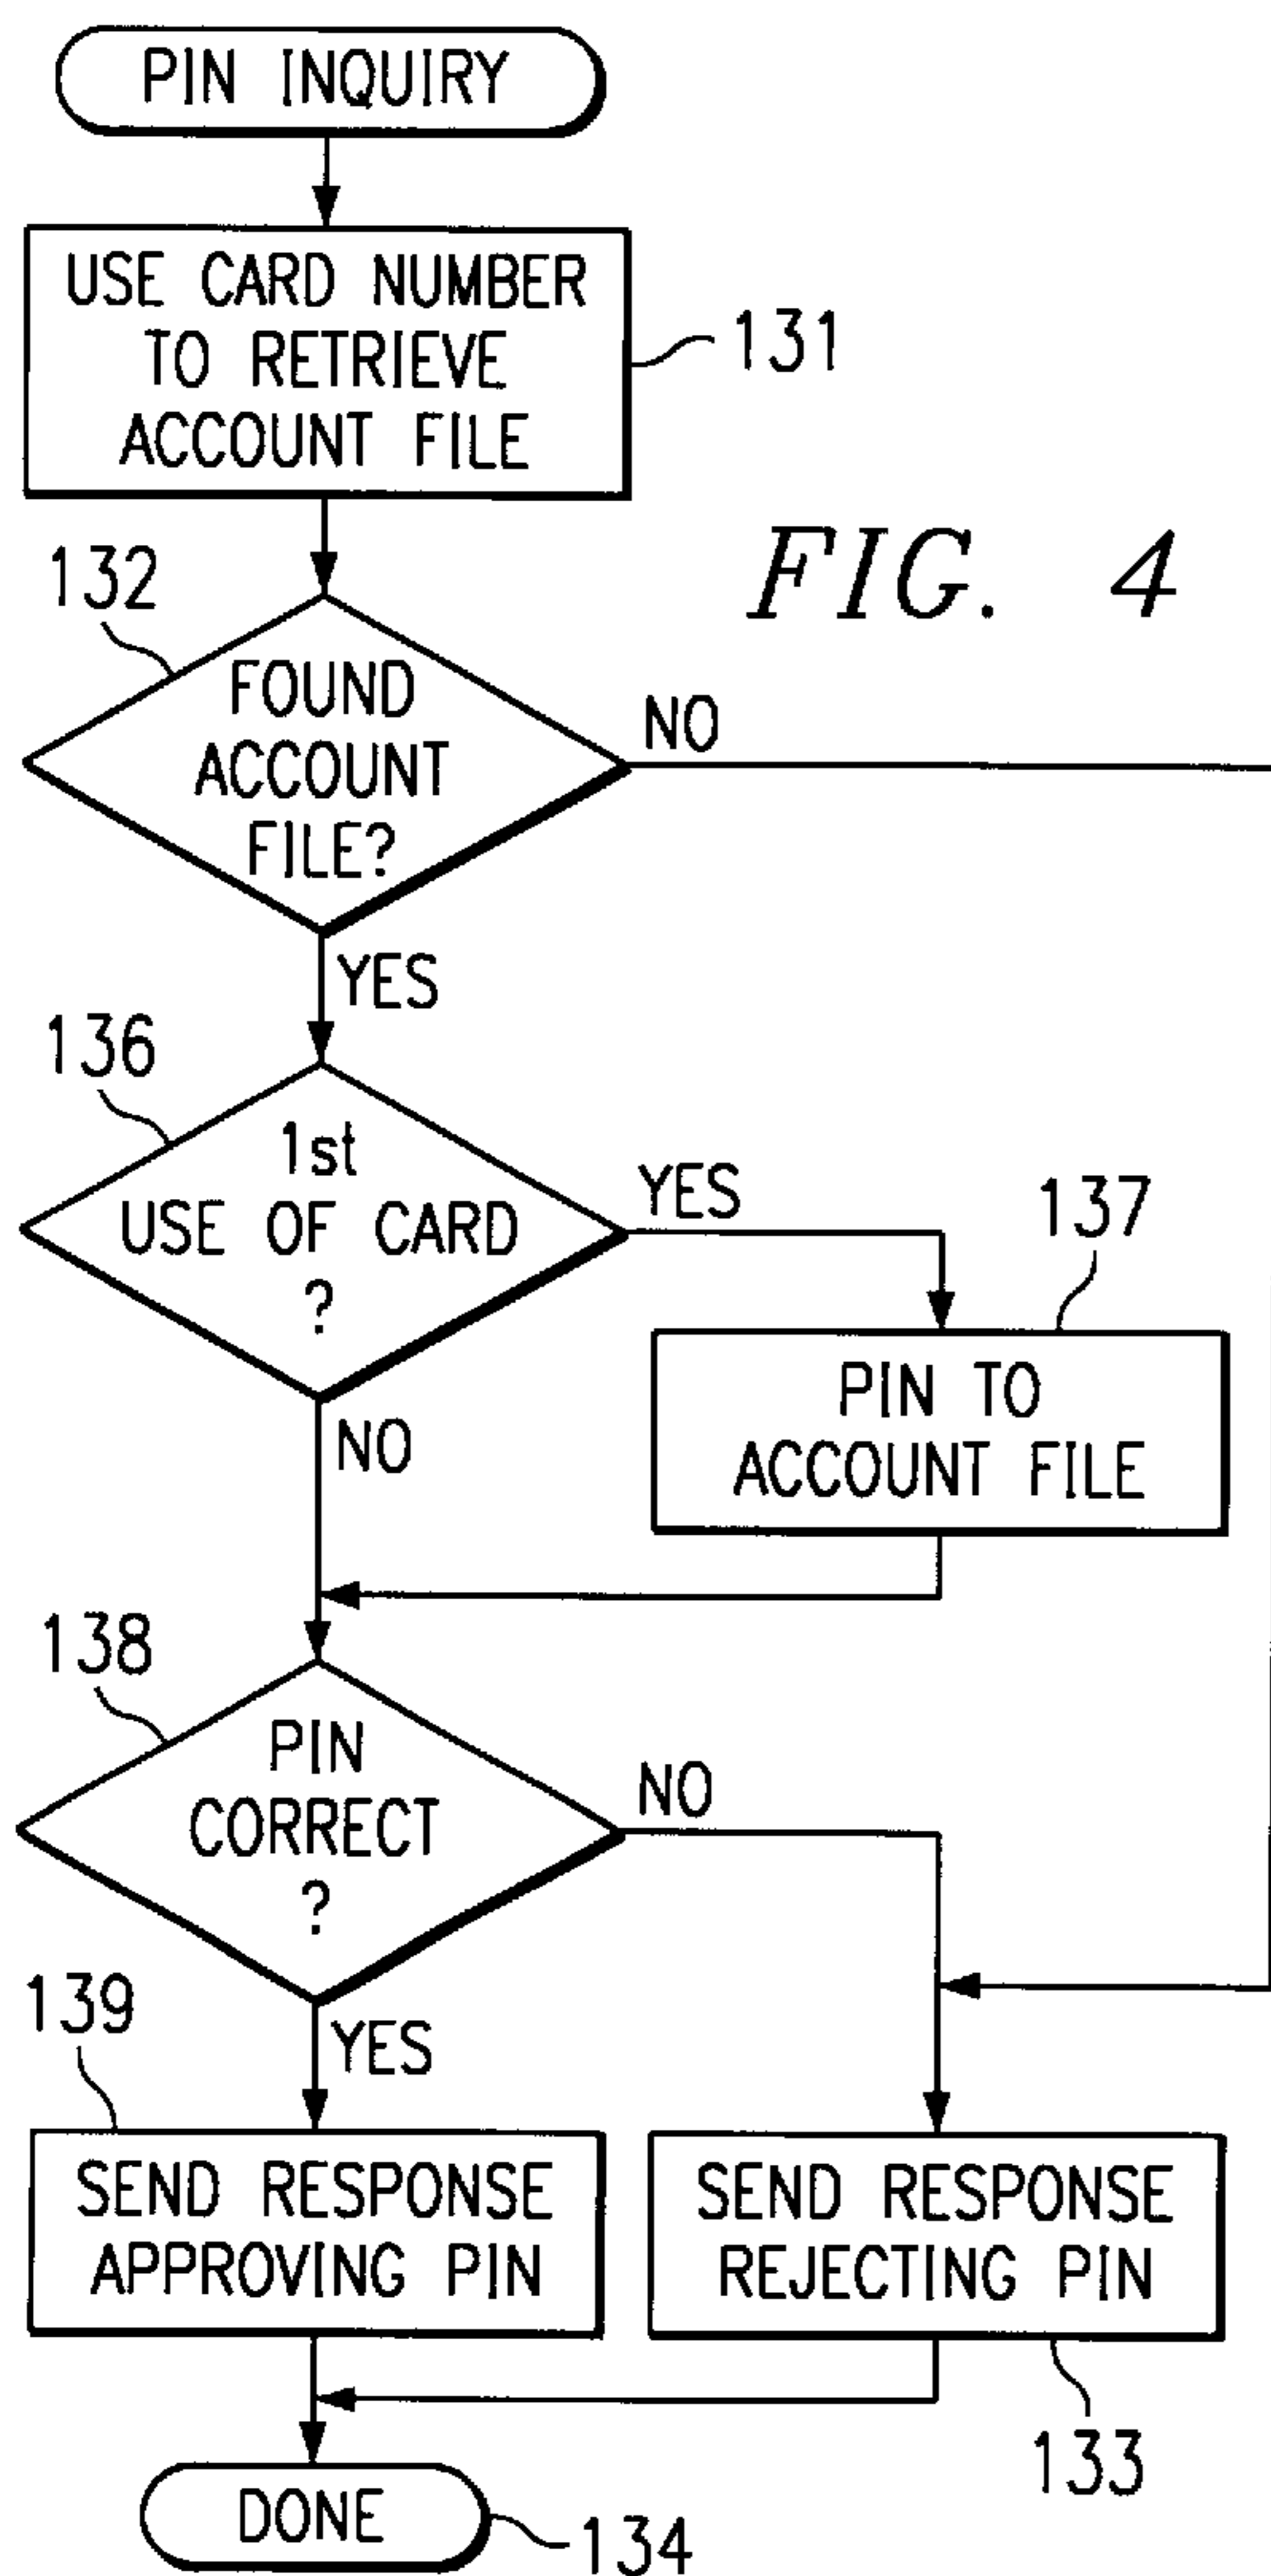 PIN INQUIRY
USE CARD NUMBER
TO RETRIEVE
ACCOUNT FILE
131
FIG. 4
132
FOUND
ACCOUNT
FILE?
NO
YES
136
1st
USE OF CARD
?
YES
137
PIN TO
ACCOUNT FILE
NO
138
PIN
CORRECT
?
NO
139
YES
SEND RESPONSE
APPROVING PIN
SEND RESPONSE
REJECTING PIN
133
DONE
134